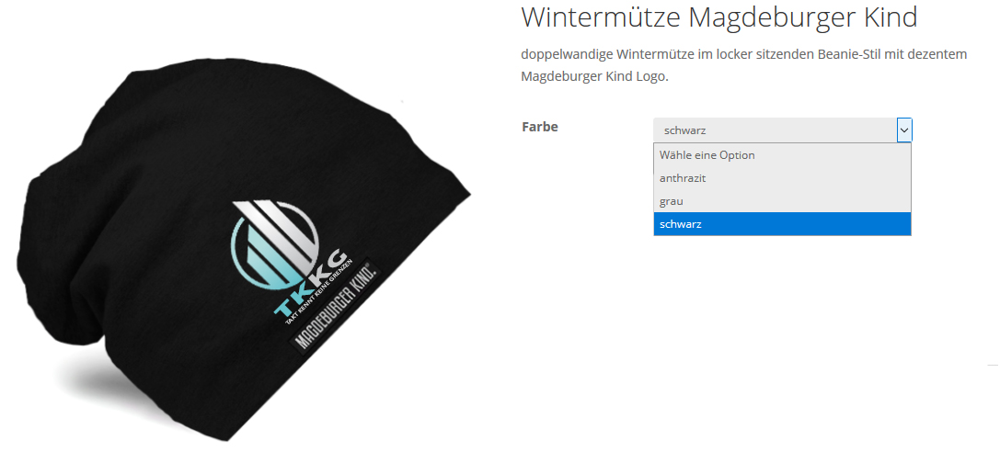 Wintermütze Magdeburger Kind
doppelwandige Wintermütze im locker sitzenden Beanie-Stil mit dezentem
Magdeburger Kind Logo.
Farbe
schwarz
Wähle eine Option
anthrazit
grau
schwarz
TKKG
TAKT KENNT KEINE GRENZEN
MAGDEBURGER KIND.®